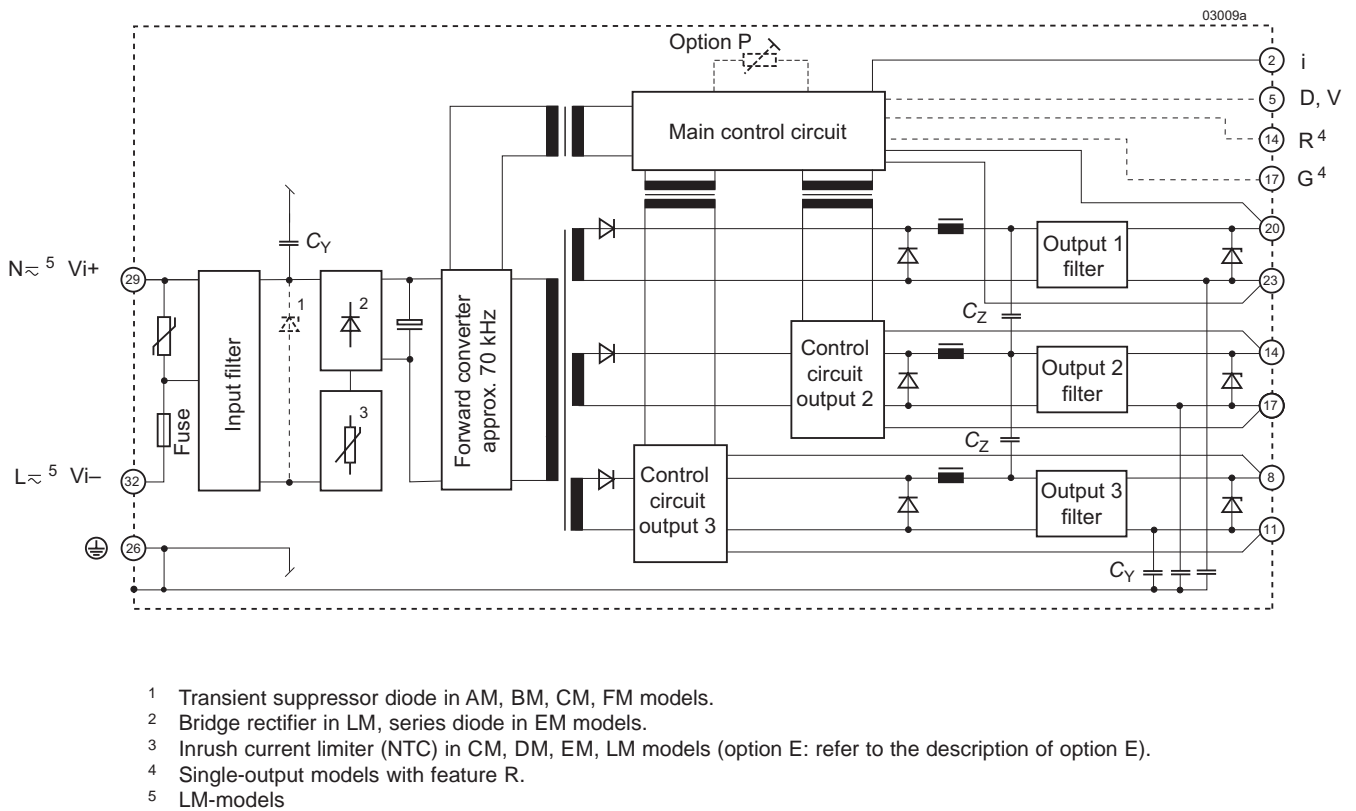 03009a
Option P
2 i
5 D, V
14 R 4
17 G 4
Main control circuit
CY
N≂ 5 Vi+
29
Input filter
1
2
3
Fuse
L≂ 5 Vi–
32
26
Forward converter
approx. 70 kHz
Output 1
filter
20
23
CZ
Control
circuit
output 2
Output 2
filter
14
17
CZ
Control
circuit
output 3
Output 3
filter
8
11
CY
1 Transient suppressor diode in AM, BM, CM, FM models.
2 Bridge rectifier in LM, series diode in EM models.
3 Inrush current limiter (NTC) in CM, DM, EM, LM models (option E: refer to the description of option E).
4 Single-output models with feature R.
5 LM-models